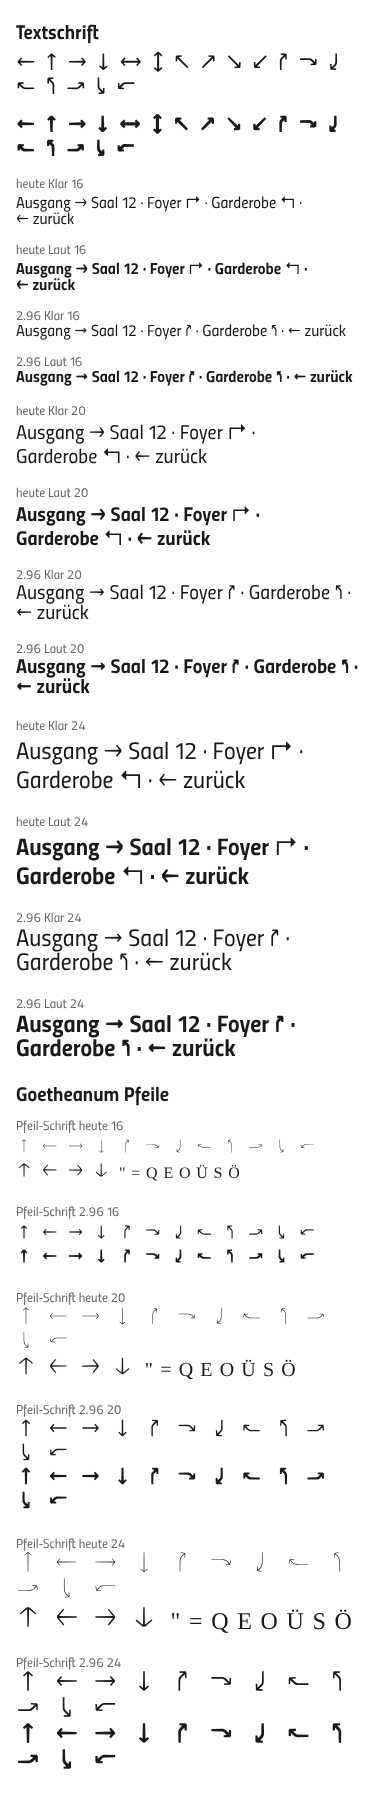 Textschrift
← ↑ → ↓ ↔ ↕ ↖ ↗ ↘ ↙ ↱ ⤵ ⤶
⤺ ↰ ⤴ ⤷ ⤹
← ↑ → ↓ ↔ ↕ ↖ ↗ ↘ ↙ ↱ ⤵ ⤶
⤺ ↰ ⤴ ⤷ ⤹
heute Klar 16
Ausgang → Saal 12 · Foyer ↱ · Garderobe ↰ ·
← zurück
heute Laut 16
Ausgang → Saal 12 · Foyer ↱ · Garderobe ↰ ·
← zurück
2.96 Klar 16
Ausgang → Saal 12 · Foyer ↱ · Garderobe ↰ · ← zurück
2.96 Laut 16
Ausgang → Saal 12 · Foyer ↱ · Garderobe ↰ · ← zurück
heute Klar 20
Ausgang → Saal 12 · Foyer ↱ ·
Garderobe ↰ · ← zurück
heute Laut 20
Ausgang → Saal 12 · Foyer ↱ ·
Garderobe ↰ · ← zurück
2.96 Klar 20
Ausgang → Saal 12 · Foyer ↱ · Garderobe ↰ ·
← zurück
2.96 Laut 20
Ausgang → Saal 12 · Foyer ↱ · Garderobe ↰ ·
← zurück
heute Klar 24
Ausgang → Saal 12 · Foyer ↱ ·
Garderobe ↰ · ← zurück
heute Laut 24
Ausgang → Saal 12 · Foyer ↱ ·
Garderobe ↰ · ← zurück
2.96 Klar 24
Ausgang → Saal 12 · Foyer ↱ ·
Garderobe ↰ · ← zurück
2.96 Laut 24
Ausgang → Saal 12 · Foyer ↱ ·
Garderobe ↰ · ← zurück
Goetheanum Pfeile
Pfeil-Schrift heute 16
↑ ← → ↓ ↱ ⤵ ⤶ ⤺ ↰ ⤴ ⤷ ⤹
↑ ← → ↓ " = Q E O Ü S Ö
Pfeil-Schrift 2.96 16
↑ ← → ↓ ↱ ⤵ ⤶ ⤺ ↰ ⤴ ⤷ ⤹
↑ ← → ↓ ↱ ⤵ ⤶ ⤺ ↰ ⤴ ⤷ ⤹
Pfeil-Schrift heute 20
↑ ← → ↓ ↱ ⤵ ⤶ ⤺ ↰ ⤴
⤷ ⤹
↑ ← → ↓ " = Q E O Ü S Ö
Pfeil-Schrift 2.96 20
↑ ← → ↓ ↱ ⤵ ⤶ ⤺ ↰ ⤴
⤷ ⤹
↑ ← → ↓ ↱ ⤵ ⤶ ⤺ ↰ ⤴
⤷ ⤹
Pfeil-Schrift heute 24
↑ ← → ↓ ↱ ⤵ ⤶ ⤺ ↰
⤴ ⤷ ⤹
↑ ← → ↓ " = Q E O Ü S Ö
Pfeil-Schrift 2.96 24
↑ ← → ↓ ↱ ⤵ ⤶ ⤺ ↰
⤴ ⤷ ⤹
↑ ← → ↓ ↱ ⤵ ⤶ ⤺ ↰
⤴ ⤷ ⤹